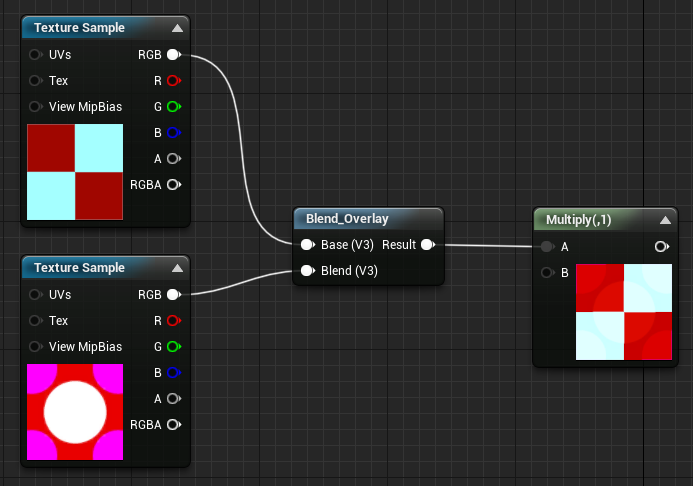 Texture Sample
UVs RGB
Tex R
View MipBias G
B
A
RGBA
Texture Sample
UVs RGB
Tex R
View MipBias G
B
A
RGBA
Blend_Overlay
Base (V3) Result
Blend (V3)
Multiply(,1)
A
B